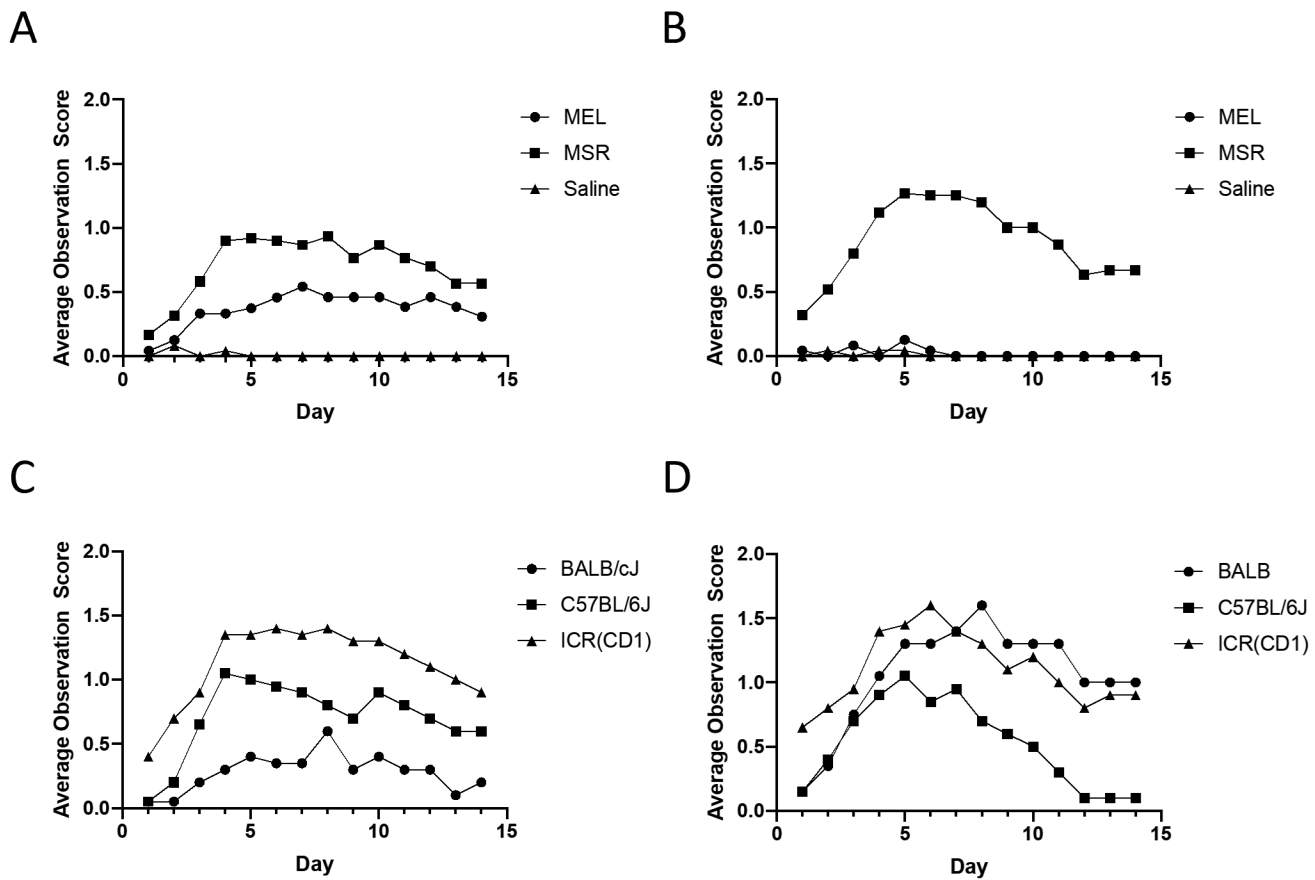 A
Average Observation Score
2.0
1.5
1.0
0.5
0.0
0
5
10
15
Day
MEL
MSR
Saline
B
Average Observation Score
2.0
1.5
1.0
0.5
0.0
0
5
10
15
Day
MEL
MSR
Saline
C
Average Observation Score
2.0
1.5
1.0
0.5
0.0
0
5
10
15
Day
BALB/cJ
C57BL/6J
ICR(CD1)
D
Average Observation Score
2.0
1.5
1.0
0.5
0.0
0
5
10
15
Day
BALB
C57BL/6J
ICR(CD1)